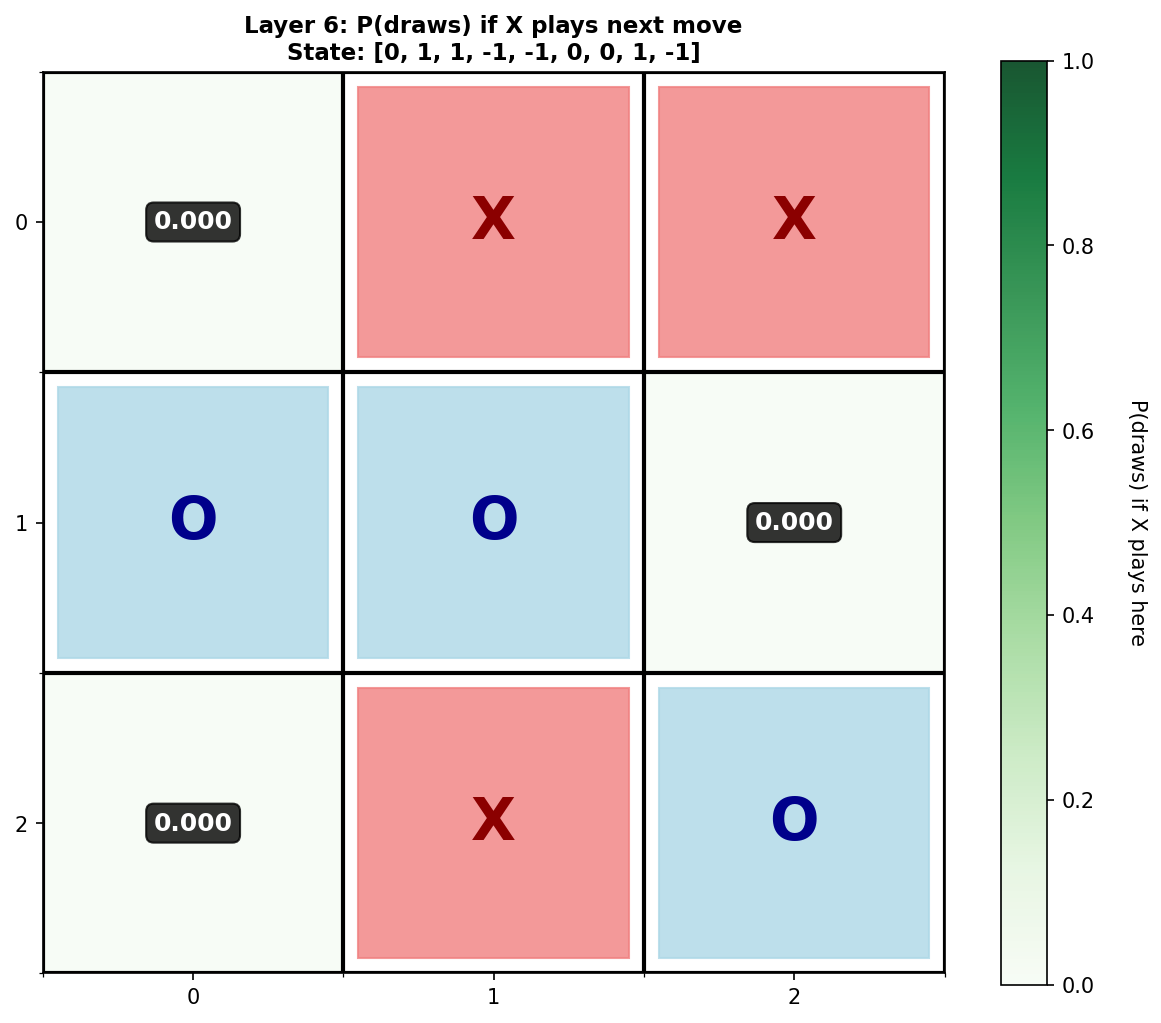 Layer 6: P(draws) if X plays next move
State: [0, 1, 1, -1, -1, 0, 0, 1, -1]
0 0.000 X X
1 O O 0.000
2 0.000 X O
0 1 2
1.0
0.8
0.6
0.4
0.2
0.0
P(draws) if X plays here